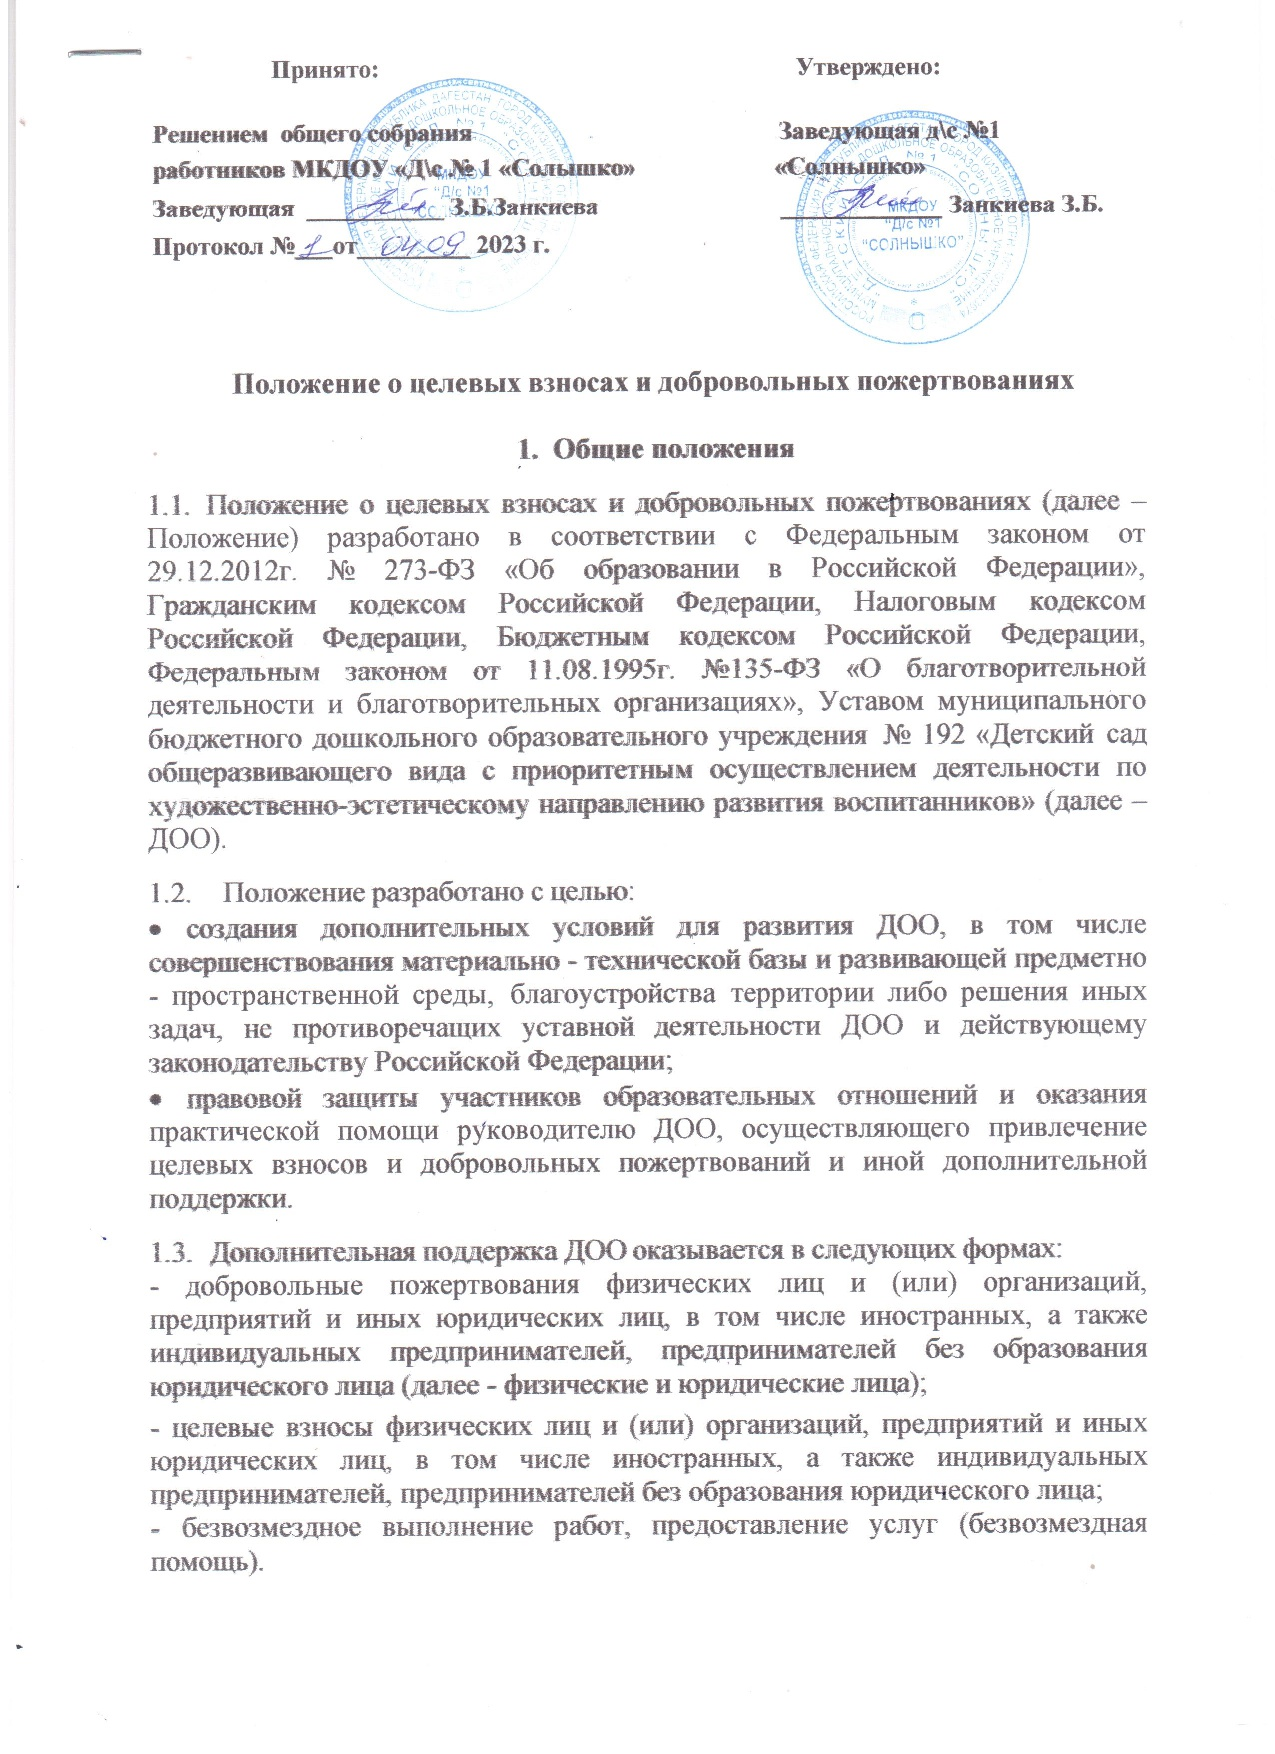 Принято:
Решением общего собрания
работников МКДОУ «Д\с № 1 «Солышко»
Заведующая ___________ З.Б.Занкиева
Протокол № 1 от 04.09 2023 г.
Утверждено:
Заведующая д\с №1
«Солнышко»
_____________ Занкиева З.Б.
МКДОУ
"Д/с №1
МКДОУ
"Д/с №1
"СОЛНЫШКО"
Положение о целевых взносах и добровольных пожертвованиях
1. Общие положения
1.1. Положение о целевых взносах и добровольных пожертвованиях (далее –
Положение) разработано в соответствии с Федеральным законом от
29.12.2012г. № 273-ФЗ «Об образовании в Российской Федерации»,
Гражданским кодексом Российской Федерации, Налоговым кодексом
Российской Федерации, Бюджетным кодексом Российской Федерации,
Федеральным законом от 11.08.1995г. №135-ФЗ «О благотворительной
деятельности и благотворительных организациях», Уставом муниципального
бюджетного дошкольного образовательного учреждения № 192 «Детский сад
общеразвивающего вида с приоритетным осуществлением деятельности по
художественно-эстетическому направлению развития воспитанников» (далее –
ДОО).
1.2. Положение разработано с целью:
• создания дополнительных условий для развития ДОО, в том числе
совершенствования материально - технической базы и развивающей предметно
- пространственной среды, благоустройства территории либо решения иных
задач, не противоречащих уставной деятельности ДОО и действующему
законодательству Российской Федерации;
• правовой защиты участников образовательных отношений и оказания
практической помощи руководителю ДОО, осуществляющего привлечение
целевых взносов и добровольных пожертвований и иной дополнительной
поддержки.
1.3. Дополнительная поддержка ДОО оказывается в следующих формах:
- добровольные пожертвования физических лиц и (или) организаций,
предприятий и иных юридических лиц, в том числе иностранных, а также
индивидуальных предпринимателей, предпринимателей без образования
юридического лица (далее - физические и юридические лица);
- целевые взносы физических лиц и (или) организаций, предприятий и иных
юридических лиц, в том числе иностранных, а также индивидуальных
предпринимателей, предпринимателей без образования юридического лица;
- безвозмездное выполнение работ, предоставление услуг (безвозмездная
помощь).